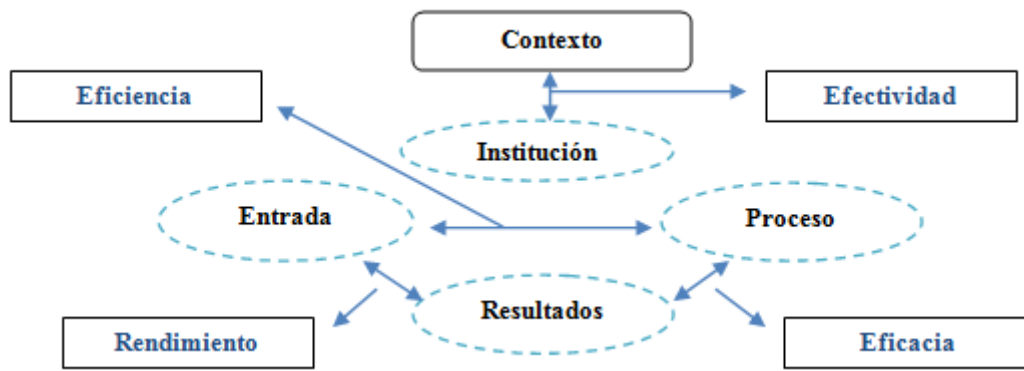 Contexto
Eficiencia
Efectividad
Institución
Entrada
Proceso
Resultados
Rendimiento
Eficacia